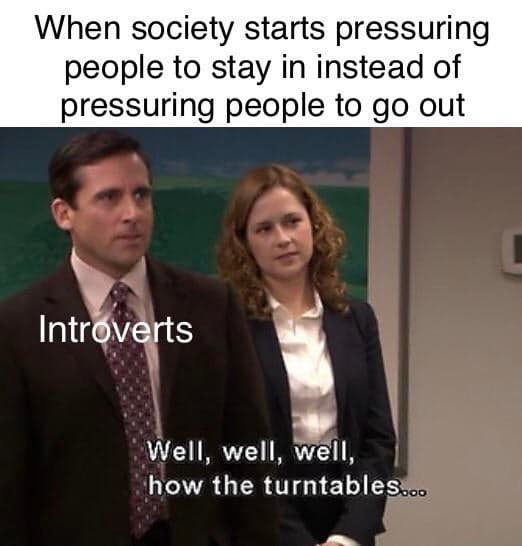 When society starts pressuring
people to stay in instead of
pressuring people to go out
Introverts
Well, well, well,
how the turntables...